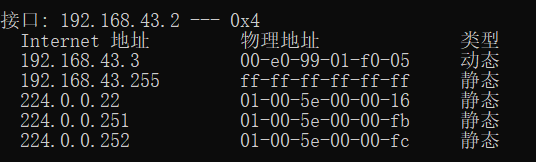 接口: 192.168.43.2 --- 0x4
Internet 地址 物理地址 类型
192.168.43.3 00-e0-99-01-f0-05 动态
192.168.43.255 ff-ff-ff-ff-ff-ff 静态
224.0.0.22 01-00-5e-00-00-16 静态
224.0.0.251 01-00-5e-00-00-fb 静态
224.0.0.252 01-00-5e-00-00-fc 静态